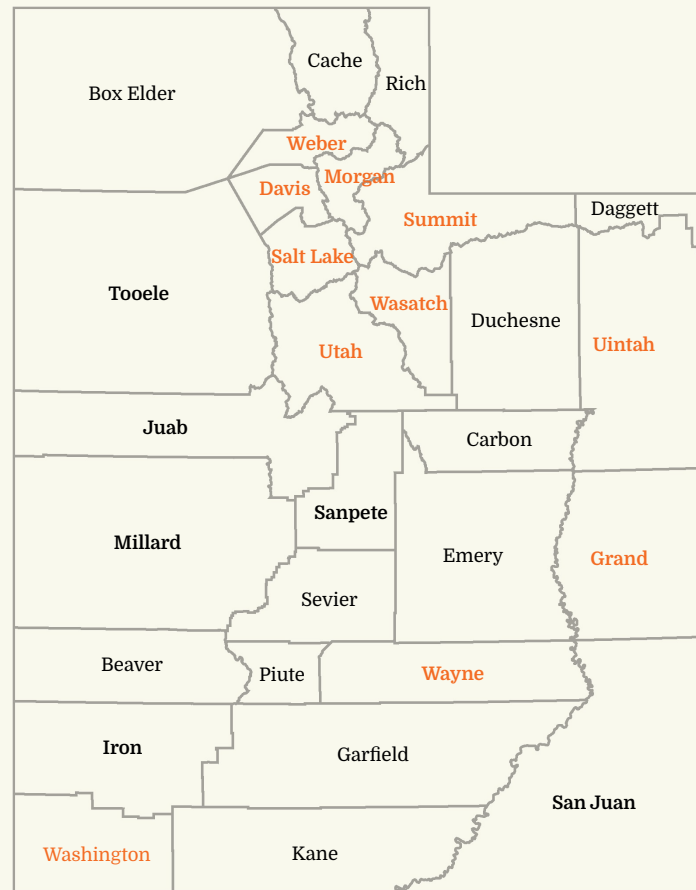 Cache
Rich
Box Elder
Weber
Morgan
Davis
Daggett
Summit
Salt Lake
Tooele
Wasatch
Duchesne
Uintah
Utah
Juab
Carbon
Sanpete
Millard
Emery
Grand
Sevier
Beaver
Piute
Wayne
Iron
Garfield
San Juan
Washington
Kane